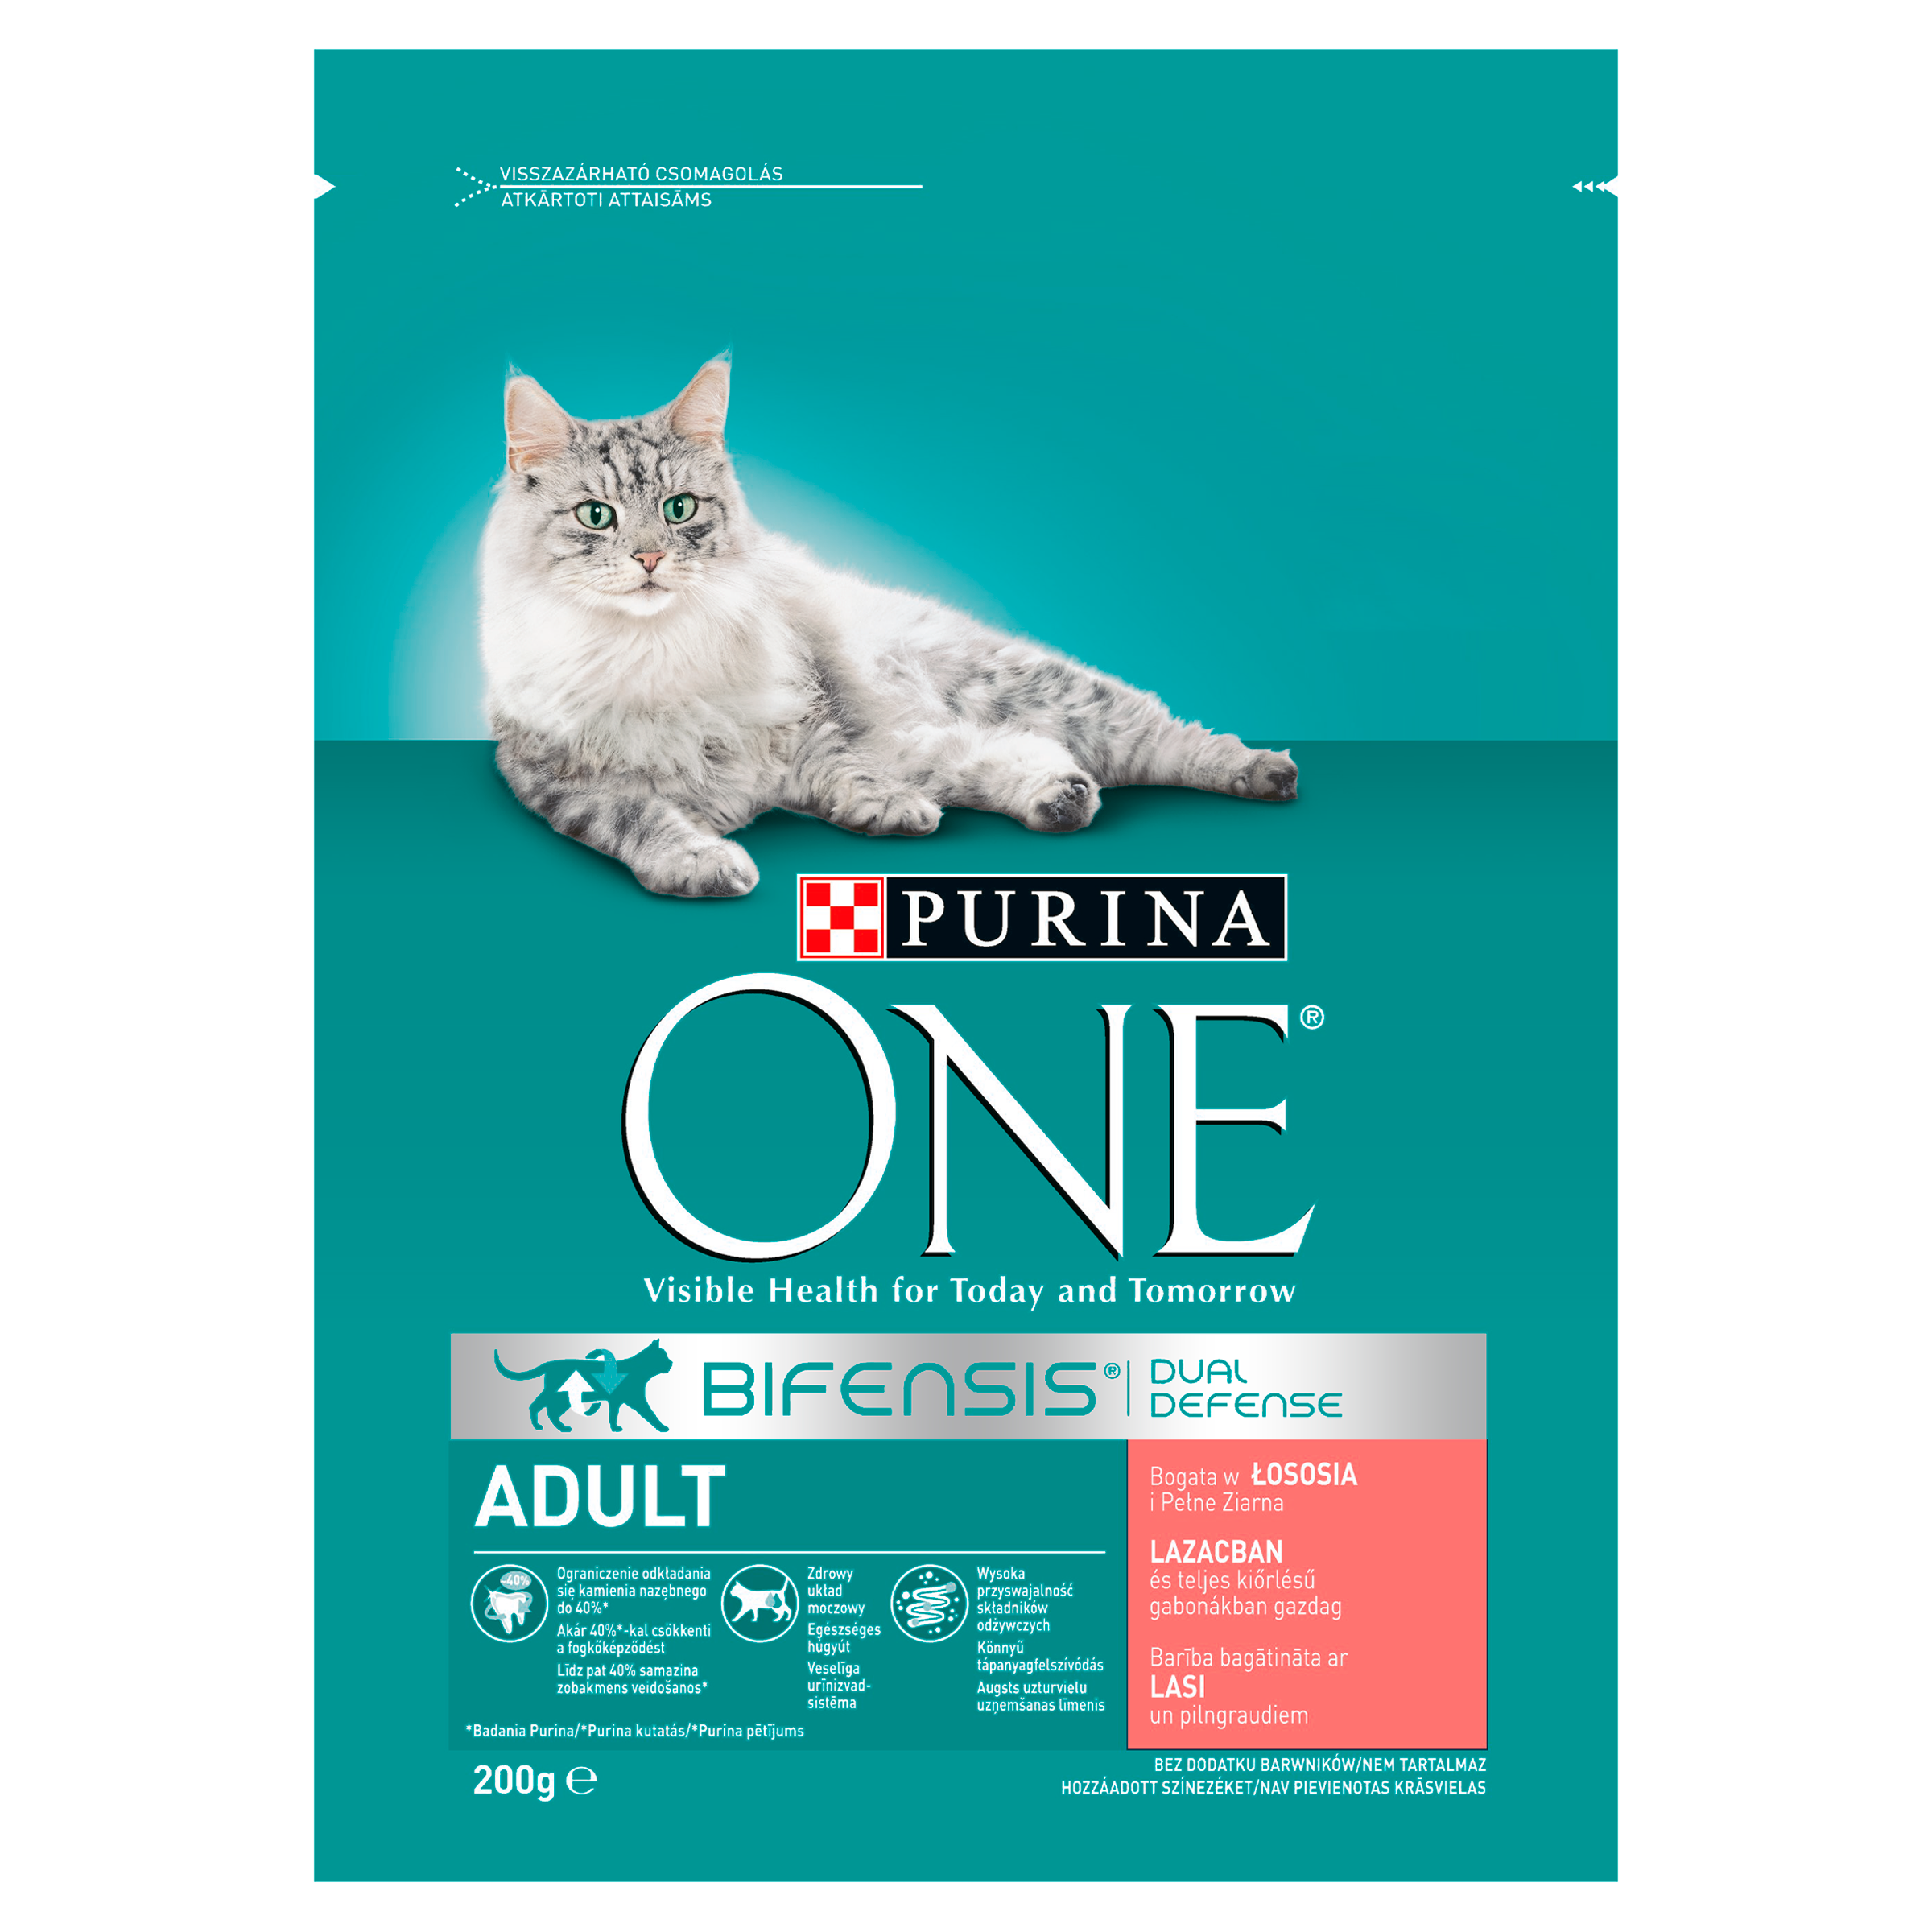 VISSZAZÁRHATÓ CSOMAGOLÁS
ATKĀRTOTI ATTAISĀMS
PURINA
ONE®
Visible Health for Today and Tomorrow
BIFENSIS® | DUAL
DEFENSE
ADULT
-40%
Ograniczenie odkładania
się kamienia nazębnego
do 40%*
Akár 40%*-kal csökkenti
a fogkőképződést
Līdz pat 40% samazina
zobakmens veidošanos*
Zdrowy
układ
moczowy
Egészséges
húgyút
Veselīga
urīnizvad-
sistēma
Wysoka
przyswajalność
składników
odżywczych
Könnyű
tápanyagfelszívódás
Augsts uzturvielu
uzņemšanas līmenis
*Badania Purina/*Purina kutatás/*Purina pētījums
200g ℮
Bogata w ŁOSOSIA
i Pełne Ziarna
LAZACBAN
és teljes kiőrlésű
gabonákban gazdag
Barība bagātināta ar
LASI
un pilngraudiem
BEZ DODATKU BARWNIKÓW/NEM TARTALMAZ
HOZZÁADOTT SZÍNEZÉKET/NAV PIEVIENOTAS KRĀSVIELAS